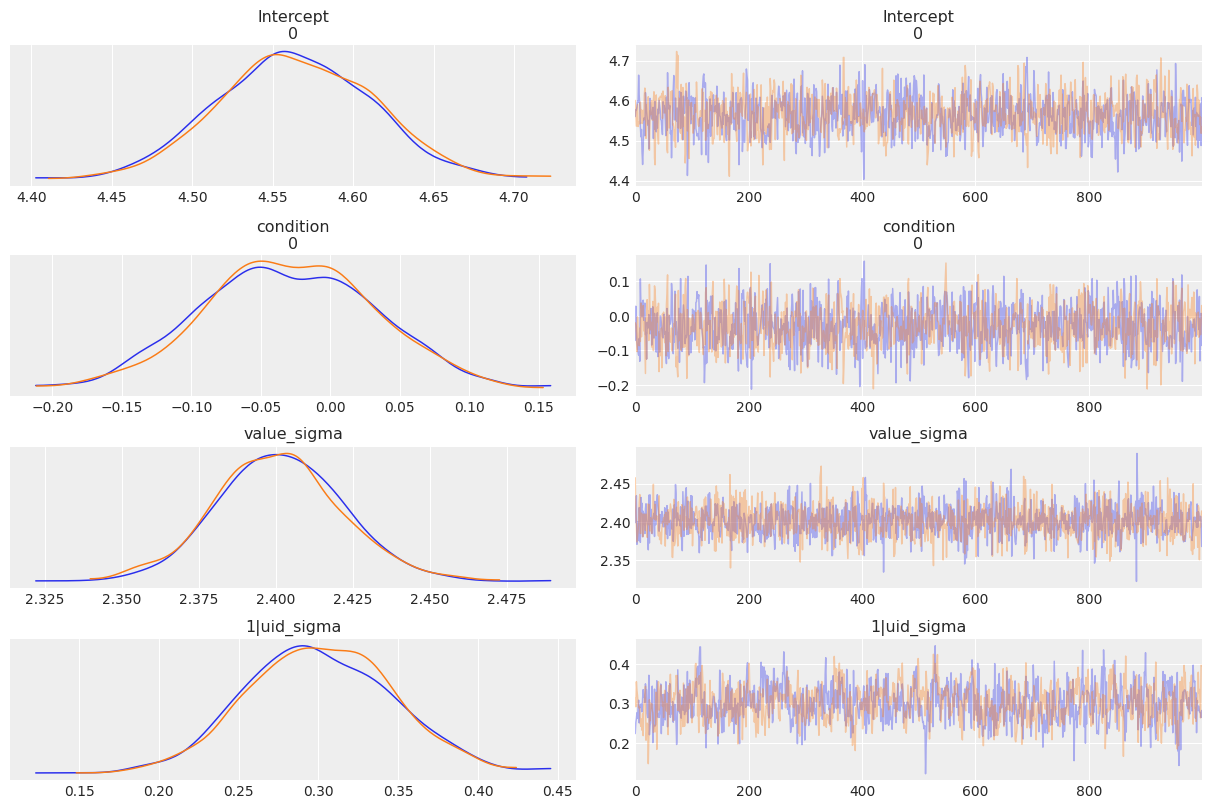 Intercept
0
4.40 4.45 4.50 4.55 4.60 4.65 4.70
Intercept
0
4.7
4.6
4.5
4.4
0 200 400 600 800
condition
0
−0.20 −0.15 −0.10 −0.05 0.00 0.05 0.10 0.15
condition
0
0.1
0.0
−0.1
−0.2
0 200 400 600 800
value_sigma
2.325 2.350 2.375 2.400 2.425 2.450 2.475
value_sigma
2.45
2.40
2.35
0 200 400 600 800
1|uid_sigma
0.15 0.20 0.25 0.30 0.35 0.40 0.45
1|uid_sigma
0.4
0.3
0.2
0 200 400 600 800